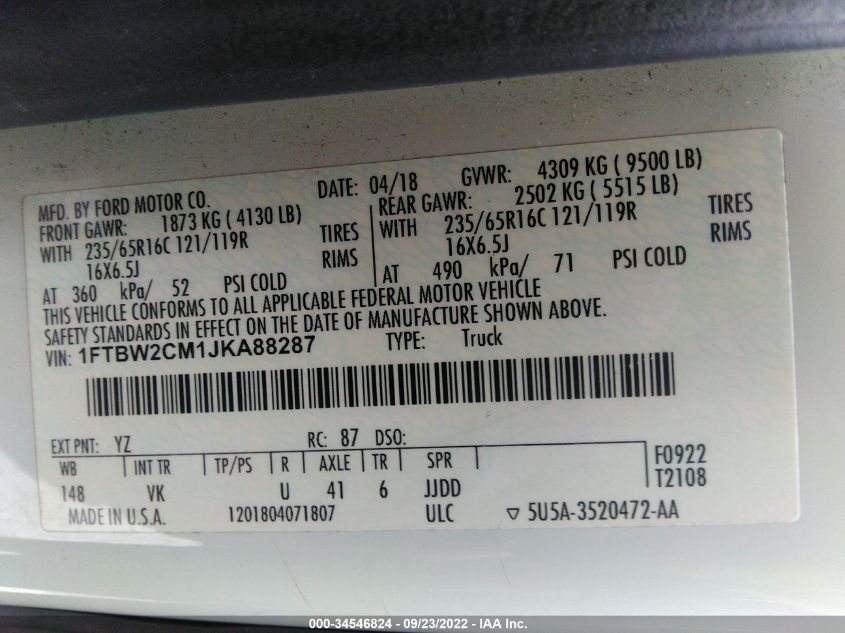 MFD. BY FORD MOTOR CO. DATE: 04/18 GVWR: 4309 KG ( 9500 LB)
FRONT GAWR: 1873 KG ( 4130 LB) REAR GAWR: 2502 KG ( 5515 LB)
WITH 235/65R16C 121/119R TIRES WITH 235/65R16C 121/119R TIRES
16X6.5J RIMS 16X6.5J RIMS
AT 360 kPa/ 52 PSI COLD AT 490 kPa/ 71 PSI COLD
THIS VEHICLE CONFORMS TO ALL APPLICABLE FEDERAL MOTOR VEHICLE
SAFETY STANDARDS IN EFFECT ON THE DATE OF MANUFACTURE SHOWN ABOVE.
VIN: 1FTBW2CM1JKA88287 TYPE: Truck
EXT PNT: YZ RC: 87 DSO:
WB INT TR TP/PS R AXLE TR SPR F0922
148 VK U 41 6 JJDD T2108
MADE IN U.S.A. 1201804071807 ULC ▽ 5U5A-3520472-AA
000-34546824 - 09/23/2022 - IAA Inc.